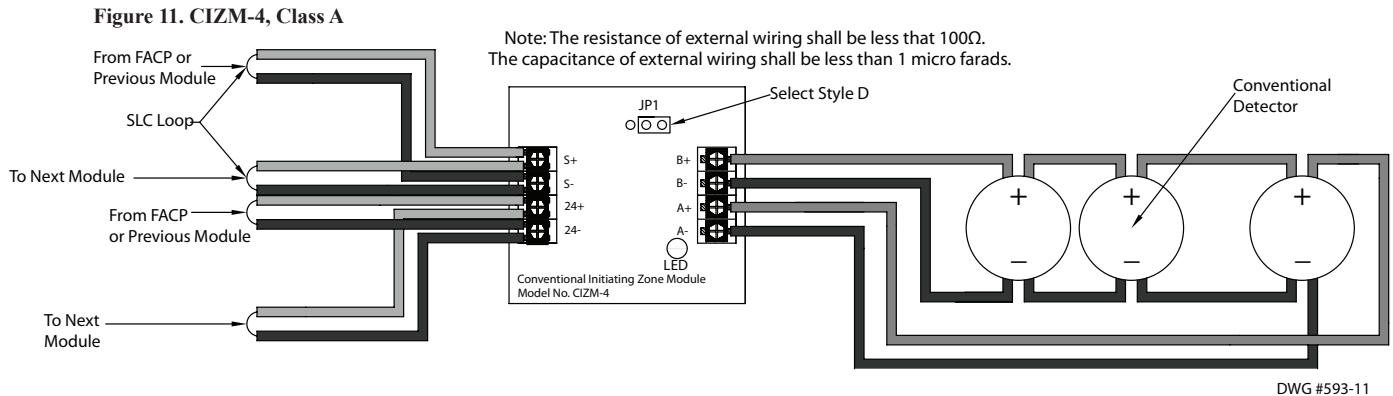 Figure 11. CIZM-4, Class A
Note: The resistance of external wiring shall be less that 100Ω.
The capacitance of external wiring shall be less than 1 micro farads.
From FACP or
Previous Module
SLC Loop
To Next Module
From FACP
or Previous Module
To Next
Module
JP1
Select Style D
S+
S-
24+
24-
B+
B-
A+
A-
LED
Conventional Initiating Zone Module
Model No. CIZM-4
Conventional
Detector
+
+
+
–
–
–
DWG #593-11